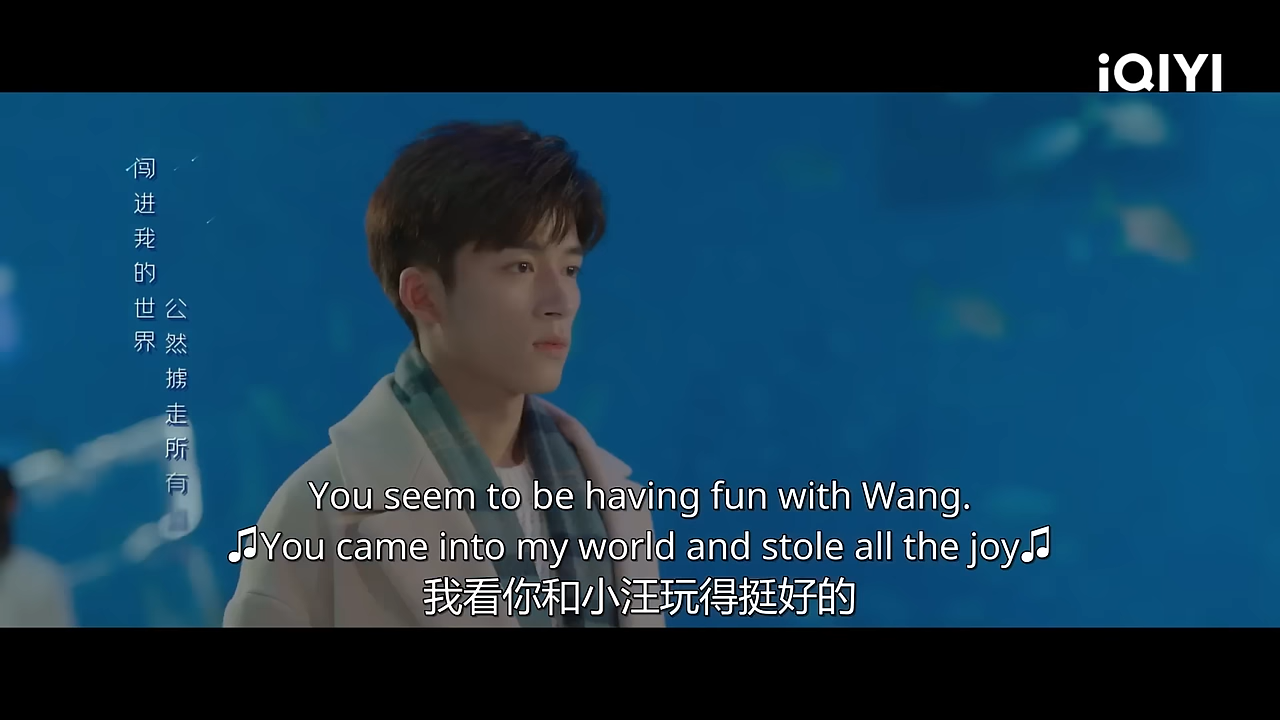 iQIYI
闯进我的世界
公然掳走所有
You seem to be having fun with Wang.
♫You came into my world and stole all the joy♫
我看你和小汪玩得挺好的